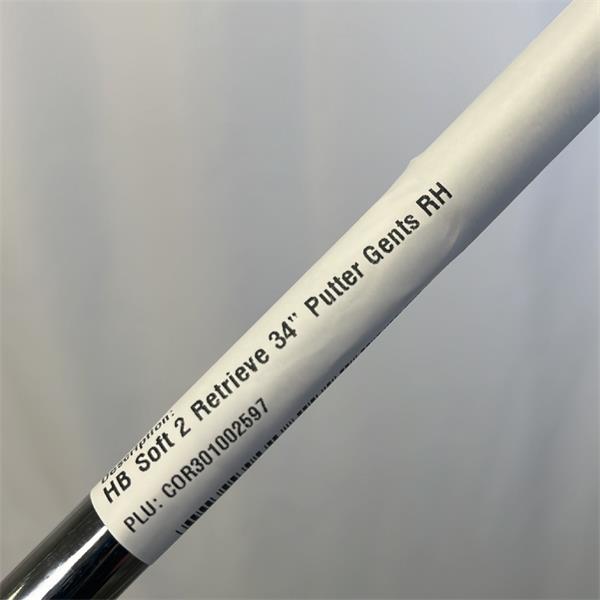 Description:
HB Soft 2 Retrieve 34" Putter Gents RH
PLU: COR301002597